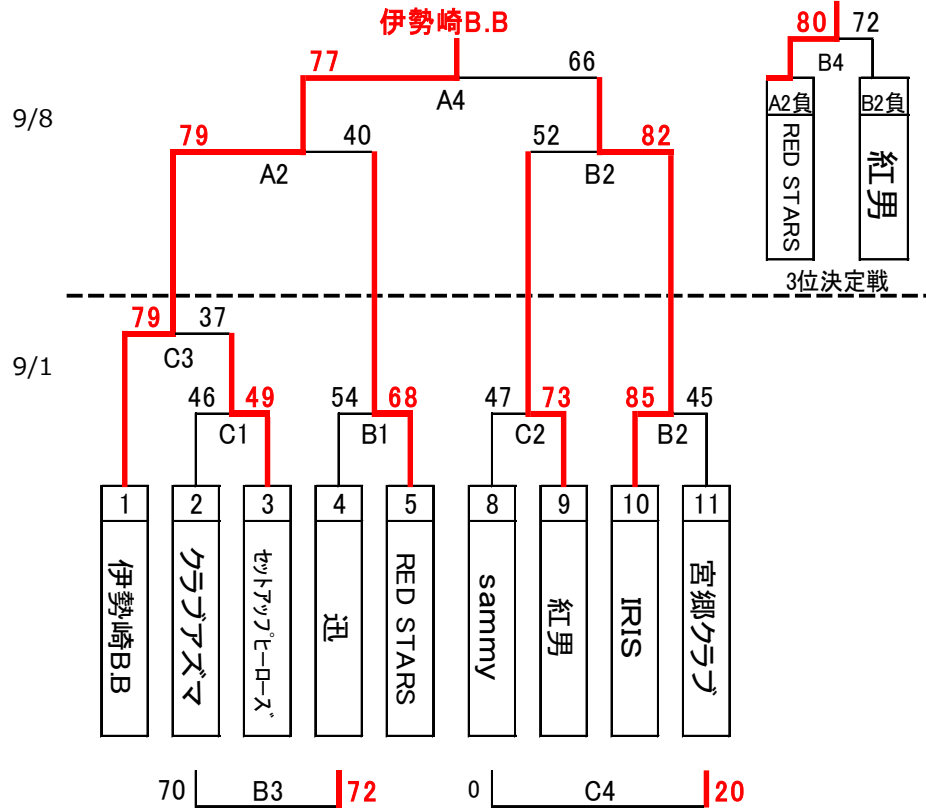 伊勢崎B.B
80 72
B4
77 66
A4
9/8
A2負 B2負
RED STARS
紅男
79 40 52 82
A2 B2
3位決定戦
79 37
C3
9/1
46 49 54 68 47 73 85 45
C1 B1 C2 B2
1 2 3 4 5 8 9 10 11
伊勢崎B.B
クラブアズマ
ｾｯﾄｱｯﾌﾟﾋｰﾛｰｽﾞ
迅
RED STARS
sammy
紅男
IRIS
宮郷クラブ
70 B3 72 0 C4 20